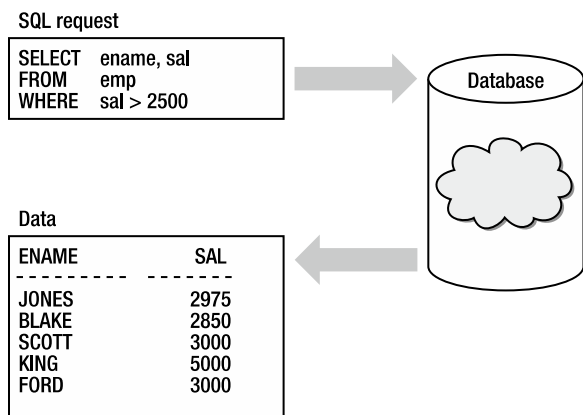 SQL request
SELECT ename, sal
FROM emp
WHERE sal > 2500
Database
Data
ENAME SAL
- - - - - - - - - - - - - - - - -
JONES 2975
BLAKE 2850
SCOTT 3000
KING 5000
FORD 3000